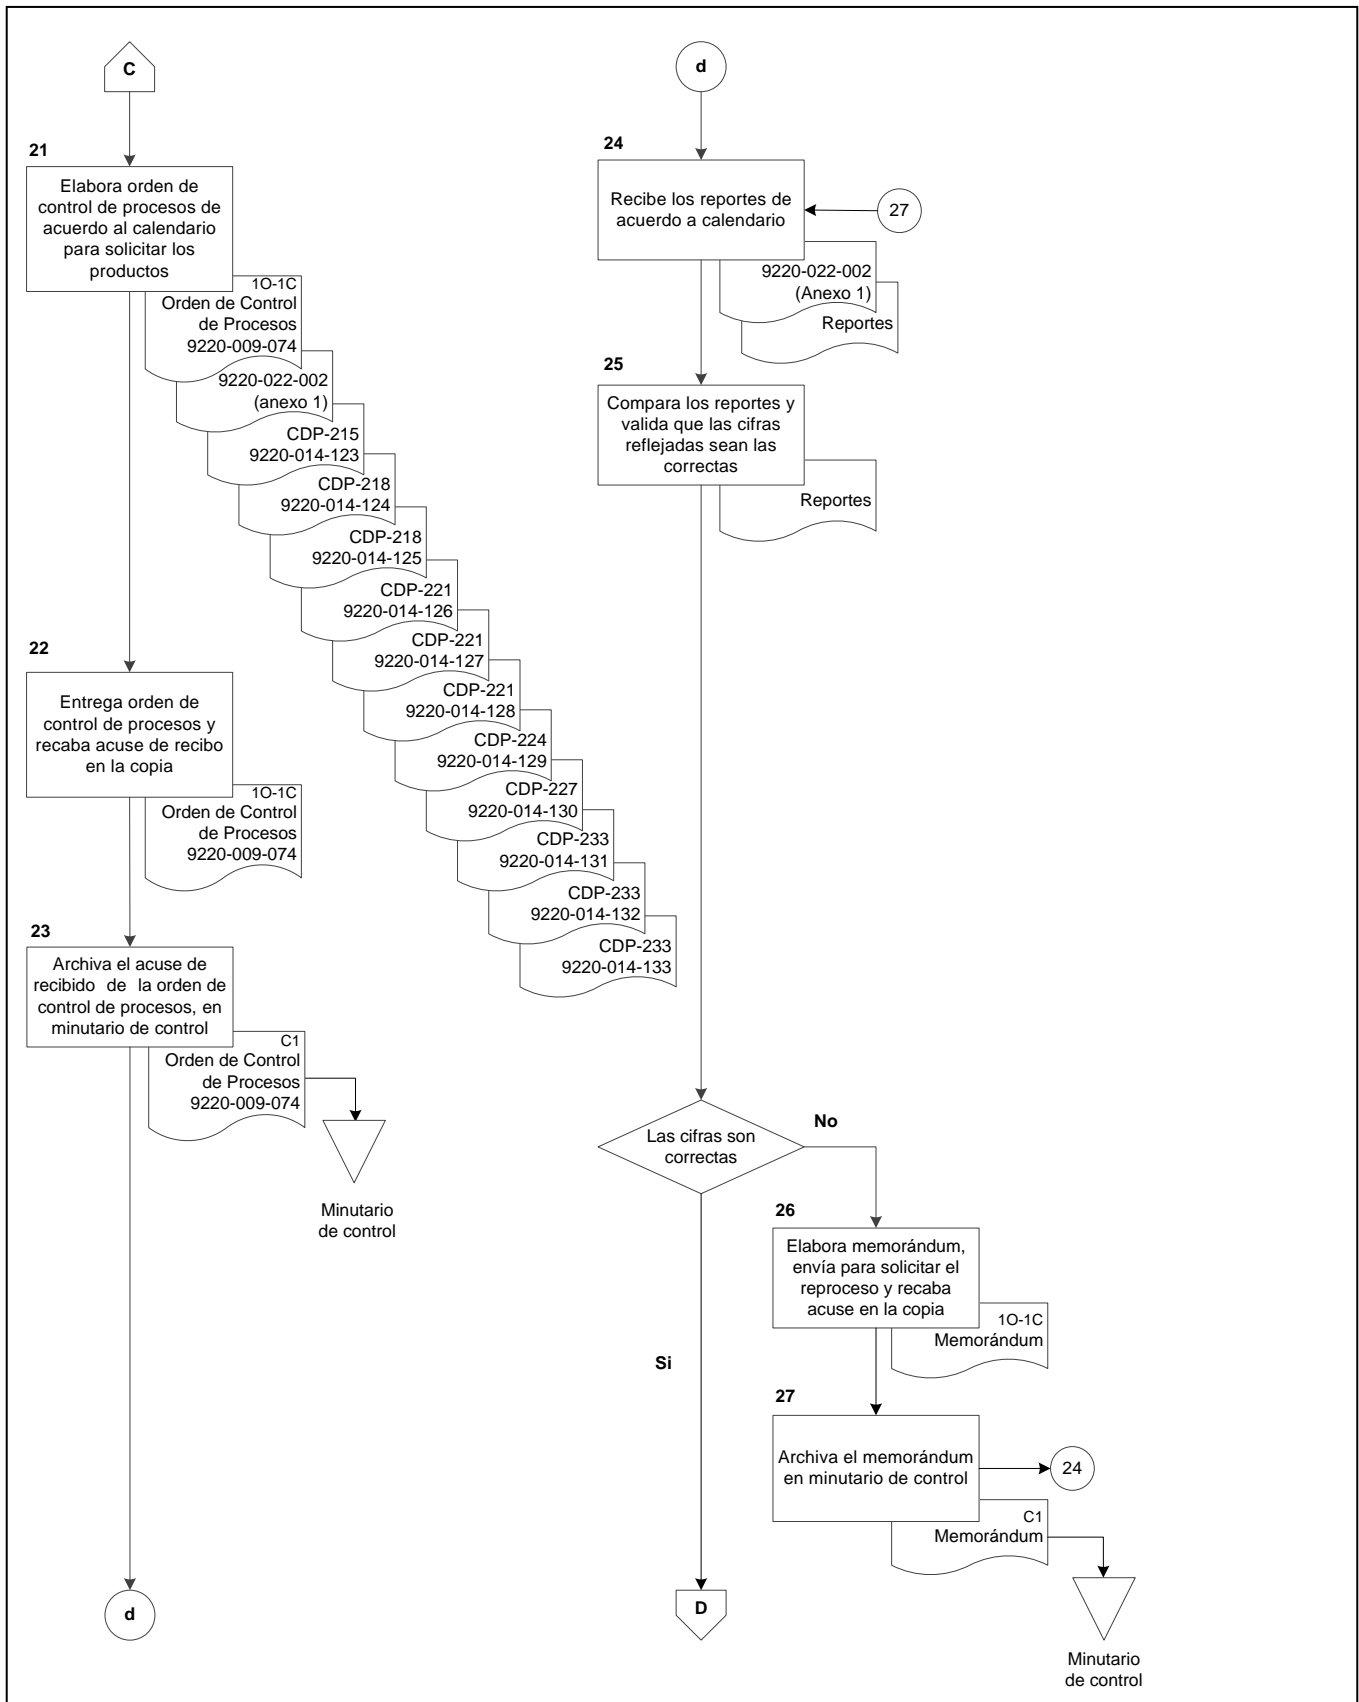 C
21
Elabora orden de
control de procesos de
acuerdo al calendario
para solicitar los
productos
1O-1C
Orden de Control
de Procesos
9220-009-074
9220-022-002
(anexo 1)
CDP-215
9220-014-123
CDP-218
9220-014-124
CDP-218
9220-014-125
CDP-221
9220-014-126
CDP-221
9220-014-127
CDP-221
9220-014-128
CDP-224
9220-014-129
CDP-227
9220-014-130
CDP-233
9220-014-131
CDP-233
9220-014-132
CDP-233
9220-014-133
22
Entrega orden de
control de procesos y
recaba acuse de recibo
en la copia
1O-1C
Orden de Control
de Procesos
9220-009-074
23
Archiva el acuse de
recibido de la orden de
control de procesos, en
minutario de control
C1
Orden de Control
de Procesos
9220-009-074
Minutario
de control
d
d
24
Recibe los reportes de
acuerdo a calendario
27
9220-022-002
(Anexo 1)
Reportes
25
Compara los reportes y
valida que las cifras
reflejadas sean las
correctas
Reportes
Las cifras son
correctas
No
26
Elabora memorándum,
envía para solicitar el
reproceso y recaba
acuse en la copia
1O-1C
Memorándum
Si
27
Archiva el memorándum
en minutario de control
24
C1
Memorándum
Minutario
de control
D